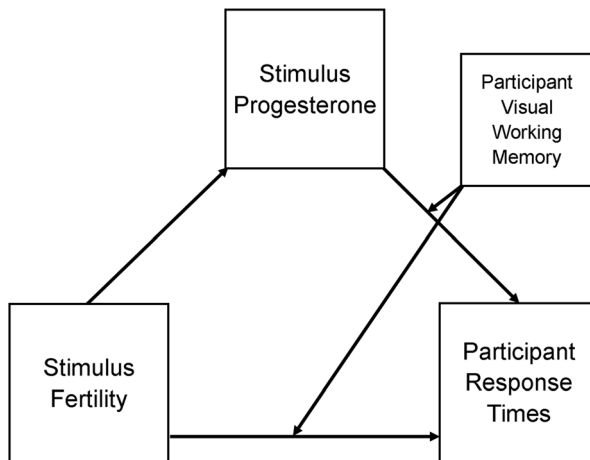 Stimulus
Progesterone
Participant
Visual
Working
Memory
Stimulus
Fertility
Participant
Response
Times